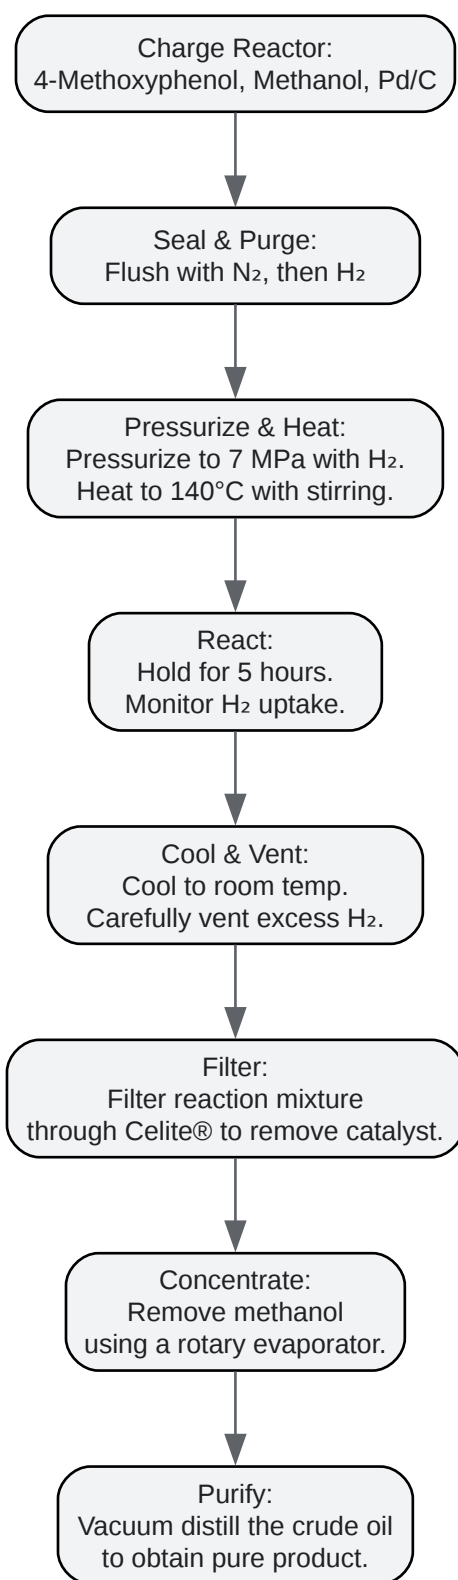 Charge Reactor:
4-Methoxyphenol, Methanol, Pd/C
Seal & Purge:
Flush with N₂, then H₂
Pressurize & Heat:
Pressurize to 7 MPa with H₂.
Heat to 140°C with stirring.
React:
Hold for 5 hours.
Monitor H₂ uptake.
Cool & Vent:
Cool to room temp.
Carefully vent excess H₂.
Filter:
Filter reaction mixture
through Celite® to remove catalyst.
Concentrate:
Remove methanol
using a rotary evaporator.
Purify:
Vacuum distill the crude oil
to obtain pure product.